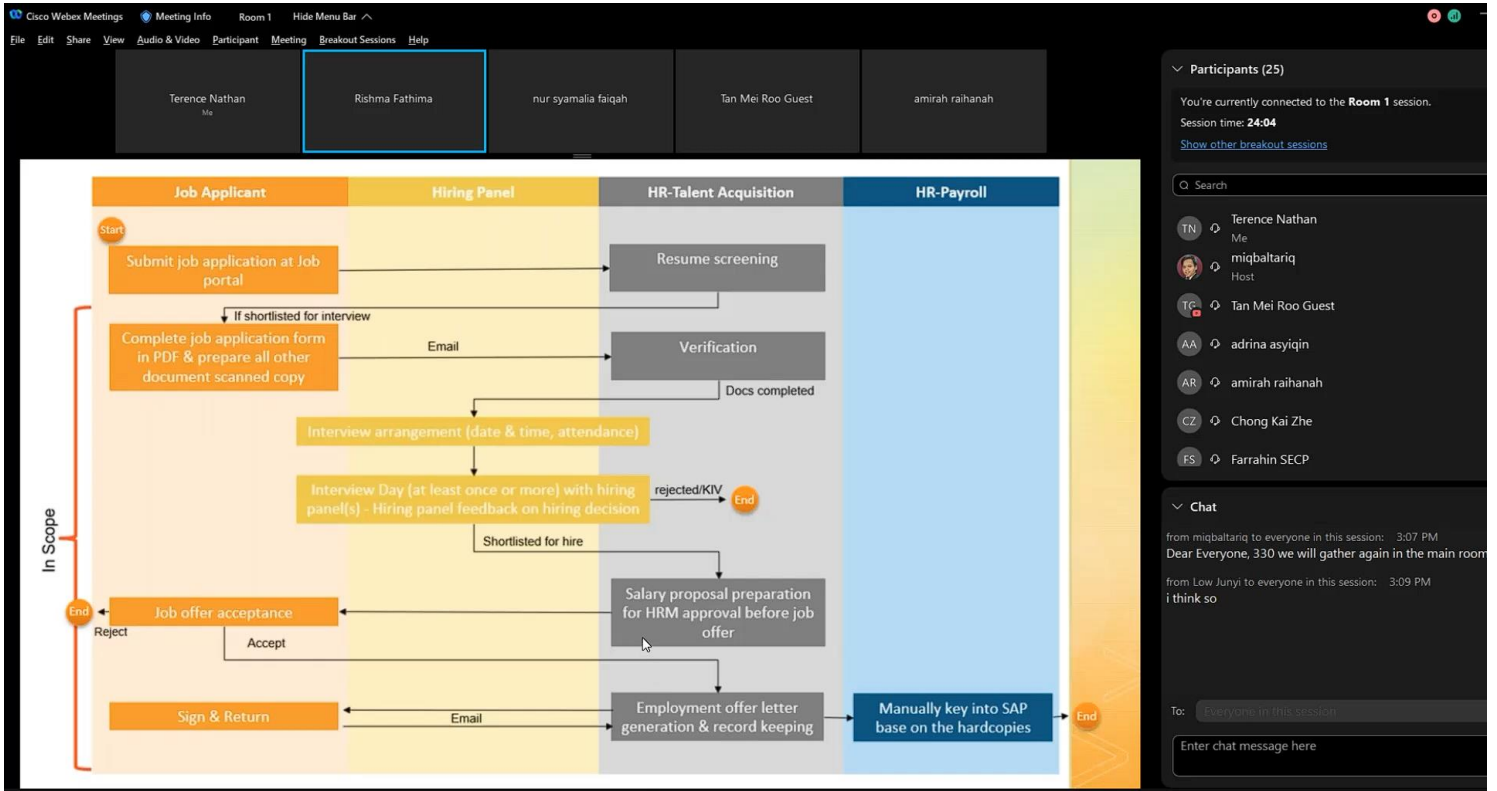 Cisco Webex Meetings
Meeting Info
Room 1
Hide Menu Bar
File Edit Share View Audio & Video Participant Meeting Breakout Sessions Help
Terence Nathan
Me
Rishma Fathima
nur syamalia faiqah
Tan Mei Roo Guest
amirah raihanah
Job Applicant
Hiring Panel
HR-Talent Acquisition
HR-Payroll
Start
Submit job application at Job
portal
Resume screening
If shortlisted for interview
Complete job application form
in PDF & prepare all other
document scanned copy
Email
Verification
Docs completed
Interview arrangement (date & time, attendance)
Interview Day (at least once or more) with hiring
panel(s) - Hiring panel feedback on hiring decision
rejected/KIV
End
Shortlisted for hire
In Scope
Salary proposal preparation
for HRM approval before job
offer
Job offer acceptance
End
Reject
Accept
Employment offer letter
generation & record keeping
Sign & Return
Email
Manually key into SAP
base on the hardcopies
End
Participants (25)
You're currently connected to the Room 1 session.
Session time: 24:04
Show other breakout sessions
Search
TN
Terence Nathan
Me
miqbaltariq
Host
TG
Tan Mei Roo Guest
AA
adrina asyiqin
AR
amirah raihanah
CZ
Chong Kai Zhe
FS
Farrahin SECP
Chat
from miqbaltariq to everyone in this session: 3:07 PM
Dear Everyone, 330 we will gather again in the main room
from Low Junyi to everyone in this session: 3:09 PM
i think so
To: Everyone in this session
Enter chat message here